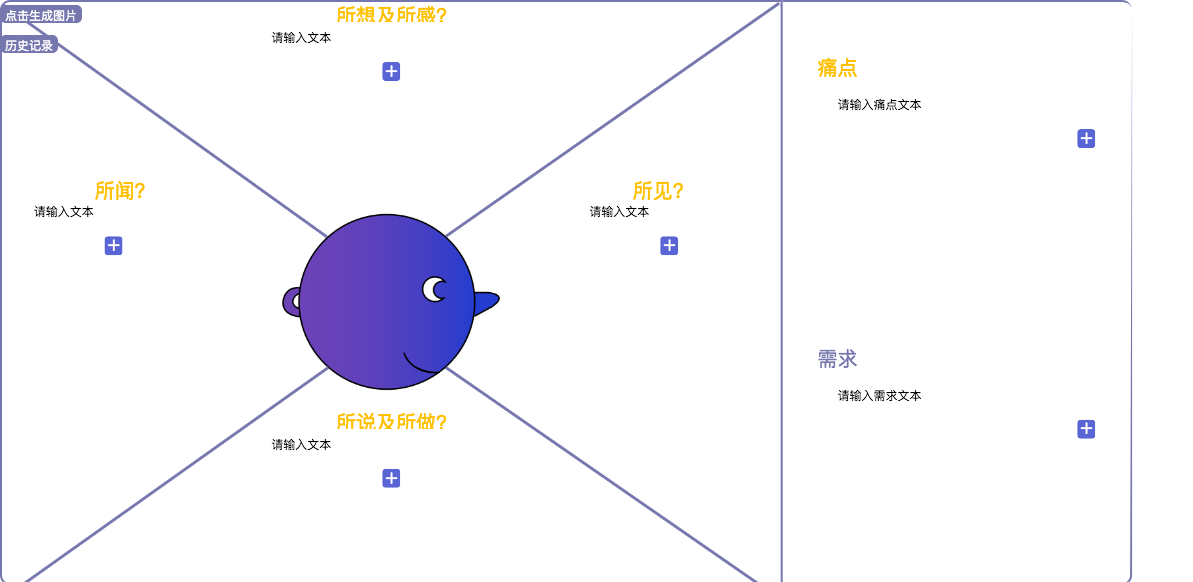 点击生成图片
历史记录
所想及所感?
请输入文本
所闻?
请输入文本
所见?
请输入文本
所说及所做?
请输入文本
痛点
请输入痛点文本
需求
请输入需求文本